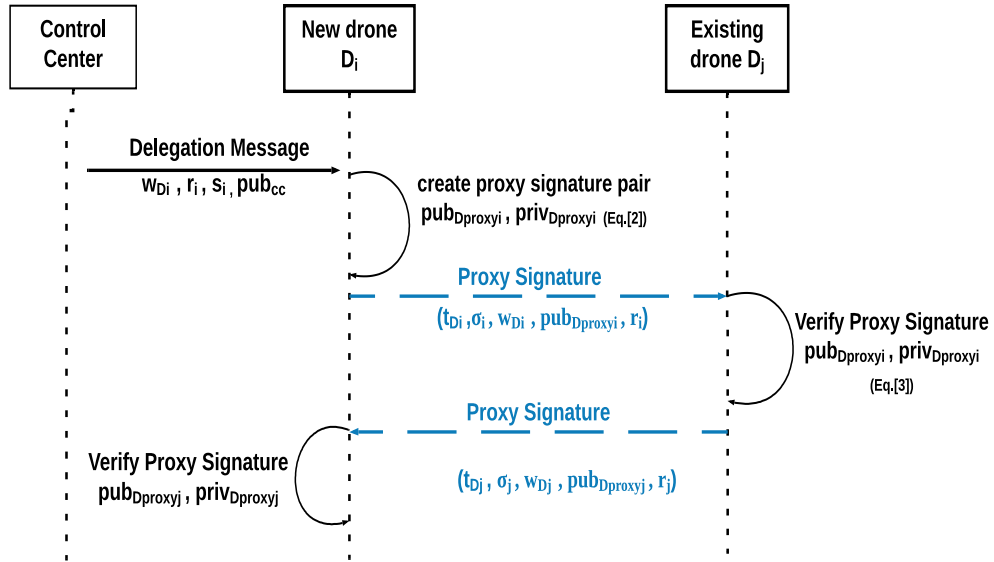 Control
Center
New drone
Di
Existing
drone Dj
Delegation Message
wDi , ri , si , pubcc
create proxy signature pair
pubDproxyi , privDproxyi (Eq.[2])
Proxy Signature
(tDi ,σi , wDi , pubDproxyi , ri)
Verify Proxy Signature
pubDproxyi , privDproxyi
(Eq.[3])
Proxy Signature
(tDj , σj , wDj , pubDproxyj , rj)
Verify Proxy Signature
pubDproxyj , privDproxyj